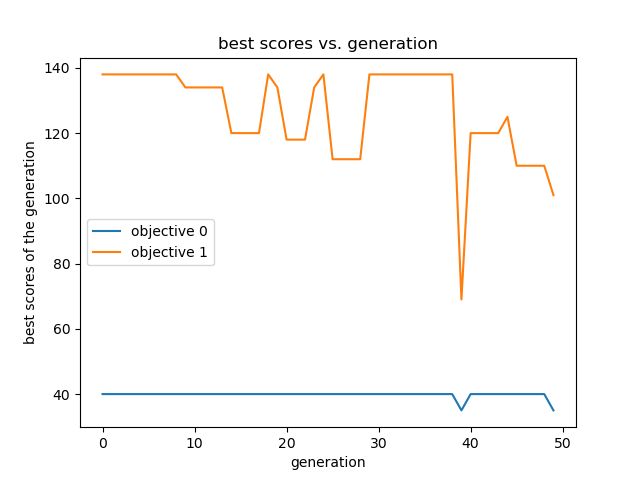 best scores vs. generation
best scores of the generation
140
120
100
80
60
40
objective 0
objective 1
0 10 20 30 40 50
generation